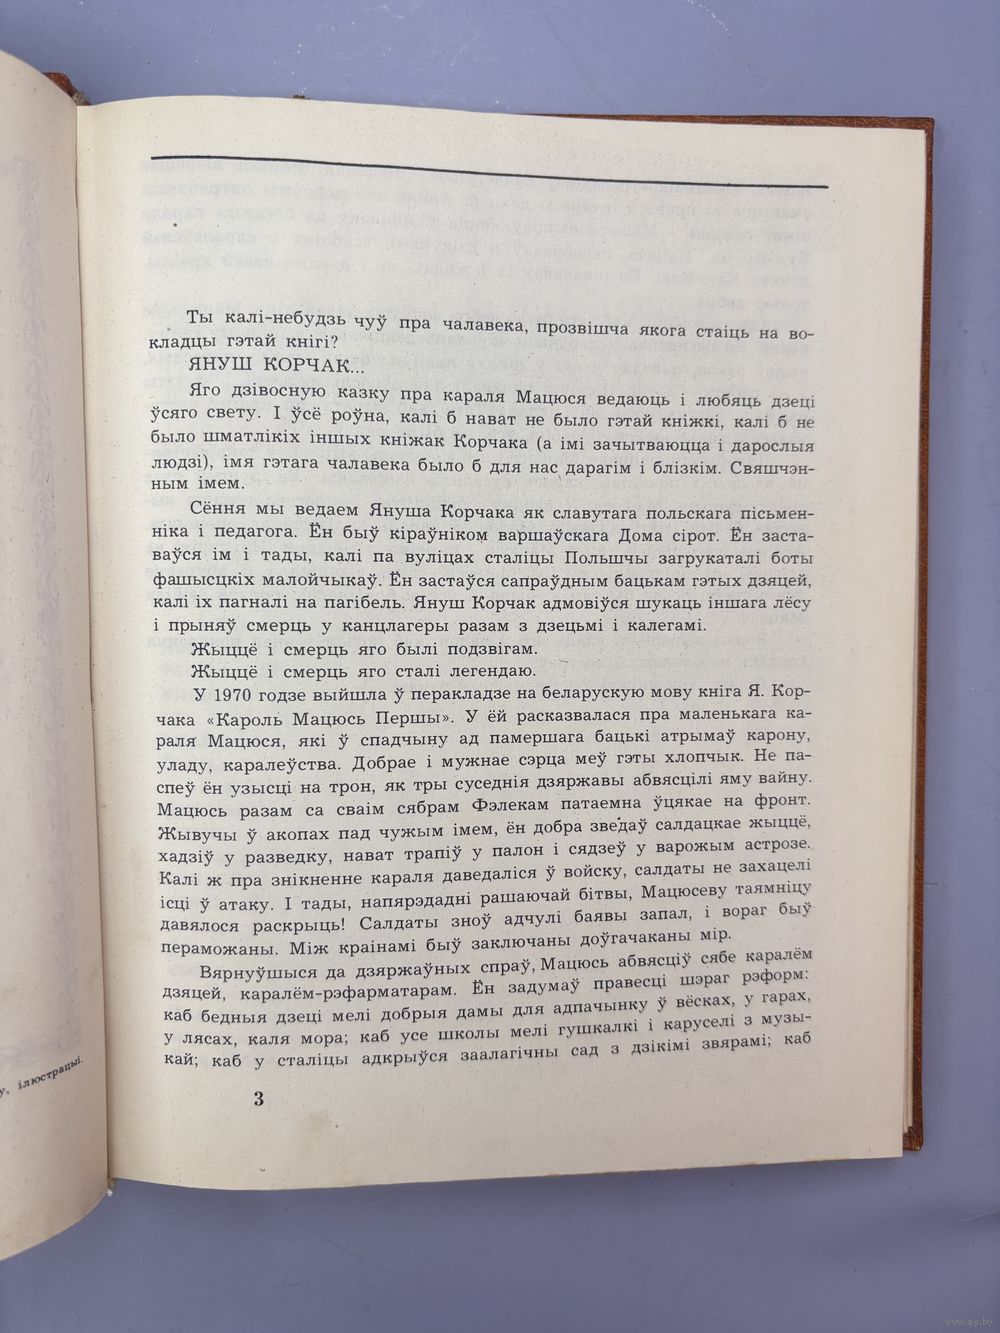 Ты калі-небудзь чуў пра чалавека, прозвішча якога стаіць на во-
кладцы гэтай кнігі?
ЯНУШ КОРЧАК...
Яго дзівосную казку пра караля Мацюся ведаюць і любяць дзеці
ўсяго свету. І ўсё роўна, калі б нават не было гэтай кніжкі, калі б не
было шматлікіх іншых кніжак Корчака (а імі зачытваюцца і дарослыя
людзі), імя гэтага чалавека было б для нас дарагім і блізкім. Свяшчэн-
ным імем.
Сёння мы ведаем Януша Корчака як славутага польскага пісьмен-
ніка і педагога. Ён быў кіраўніком варшаўскага Дома сірот. Ён заста-
ваўся ім і тады, калі па вуліцах сталіцы Польшчы загрукаталі боты
фашысцкіх малойчыкаў. Ён застаўся сапраўдным бацькам гэтых дзяцей,
калі іх пагналі на пагібель. Януш Корчак адмовіўся шукаць іншага лёсу
і прыняў смерць у канцлагеры разам з дзецьмі і калегамі.
Жыццё і смерць яго былі подзвігам.
Жыццё і смерць яго сталі легендаю.
У 1970 годзе выйшла ў перакладзе на беларускую мову кніга Я. Кор-
чака «Кароль Мацюсь Першы». У ёй расказвалася пра маленькага ка-
раля Мацюся, які ў спадчыну ад памершага бацькі атрымаў карону,
уладу, каралеўства. Добрае і мужнае сэрца меў гэты хлопчык. Не па-
спеў ён узысці на трон, як тры суседнія дзяржавы абвясцілі яму вайну.
Мацюсь разам са сваім сябрам Фэлекам патаемна ўцякае на фронт.
Жывучы ў акопах пад чужым імем, ён добра зведаў салдацкае жыццё,
хадзіў у разведку, нават трапіў у палон і сядзеў у варожым астрозе.
Калі ж пра знікненне караля даведаліся ў войску, салдаты не захацелі
ісці ў атаку. І тады, напярэдадні рашаючай бітвы, Мацюсеву таямніцу
давялося раскрыць! Салдаты зноў адчулі баявы запал, і вораг быў
пераможаны. Між краінамі быў заключаны доўгачаканы мір.
Вярнуўшыся да дзяржаўных спраў, Мацюсь абвясціў сябе каралём
дзяцей, каралём-рэфарматарам. Ён задумаў правесці шэраг рэформ:
каб бедныя дзеці мелі добрыя дамы для адпачынку ў вёсках, у гарах,
у лясах, каля мора; каб усе школы мелі гушкалкі і каруселі з музы-
кай; каб у сталіцы адкрыўся заалагічны сад з дзікімі звярамі; каб
3
у, ілюстрацыі.
www.ay.by